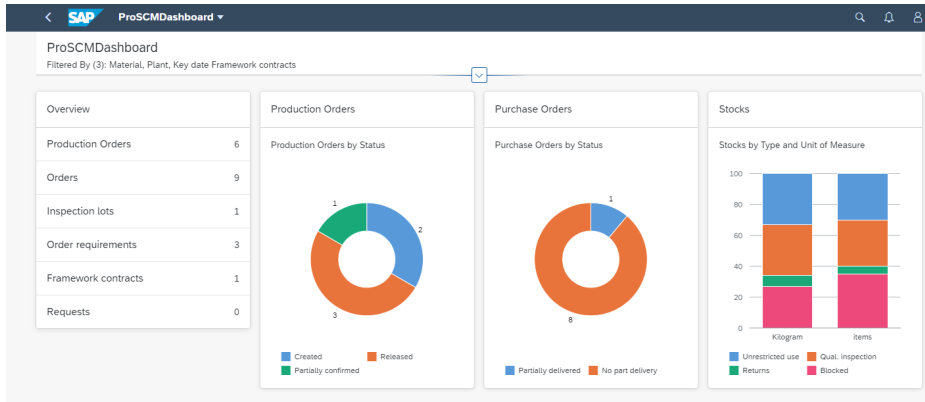 SAP ProSCMDashboard
ProSCMDashboard
Filtered By (3): Material, Plant, Key date Framework contracts
Overview
Production Orders 6
Orders 9
Inspection lots 1
Order requirements 3
Framework contracts 1
Requests 0
Production Orders
Production Orders by Status
1
2
3
Created Released
Partially confirmed
Purchase Orders
Purchase Orders by Status
1
8
Partially delivered No part delivery
Stocks
Stocks by Type and Unit of Measure
100
80
60
40
20
0
Kilogram Items
Unrestricted use Qual. inspection
Returns Blocked